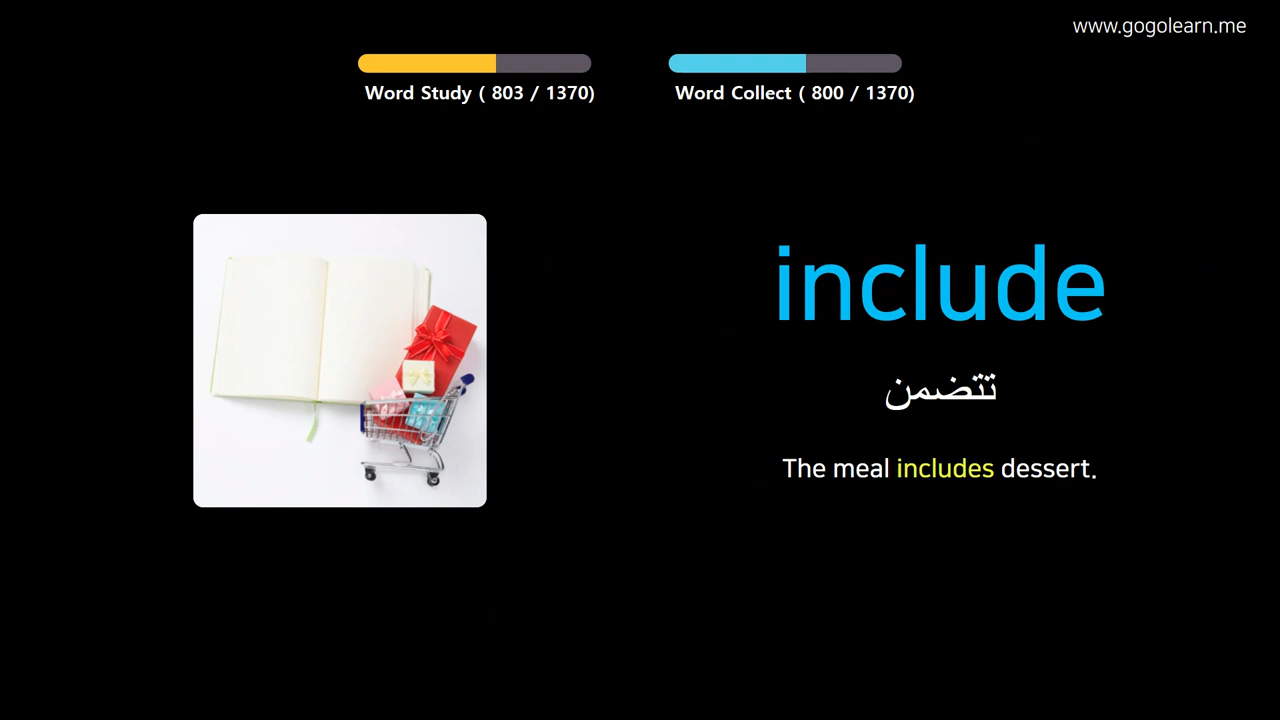 www.gogolearn.me
Word Study ( 803 / 1370)
Word Collect ( 800 / 1370)
include
تتضمن
The meal includes dessert.